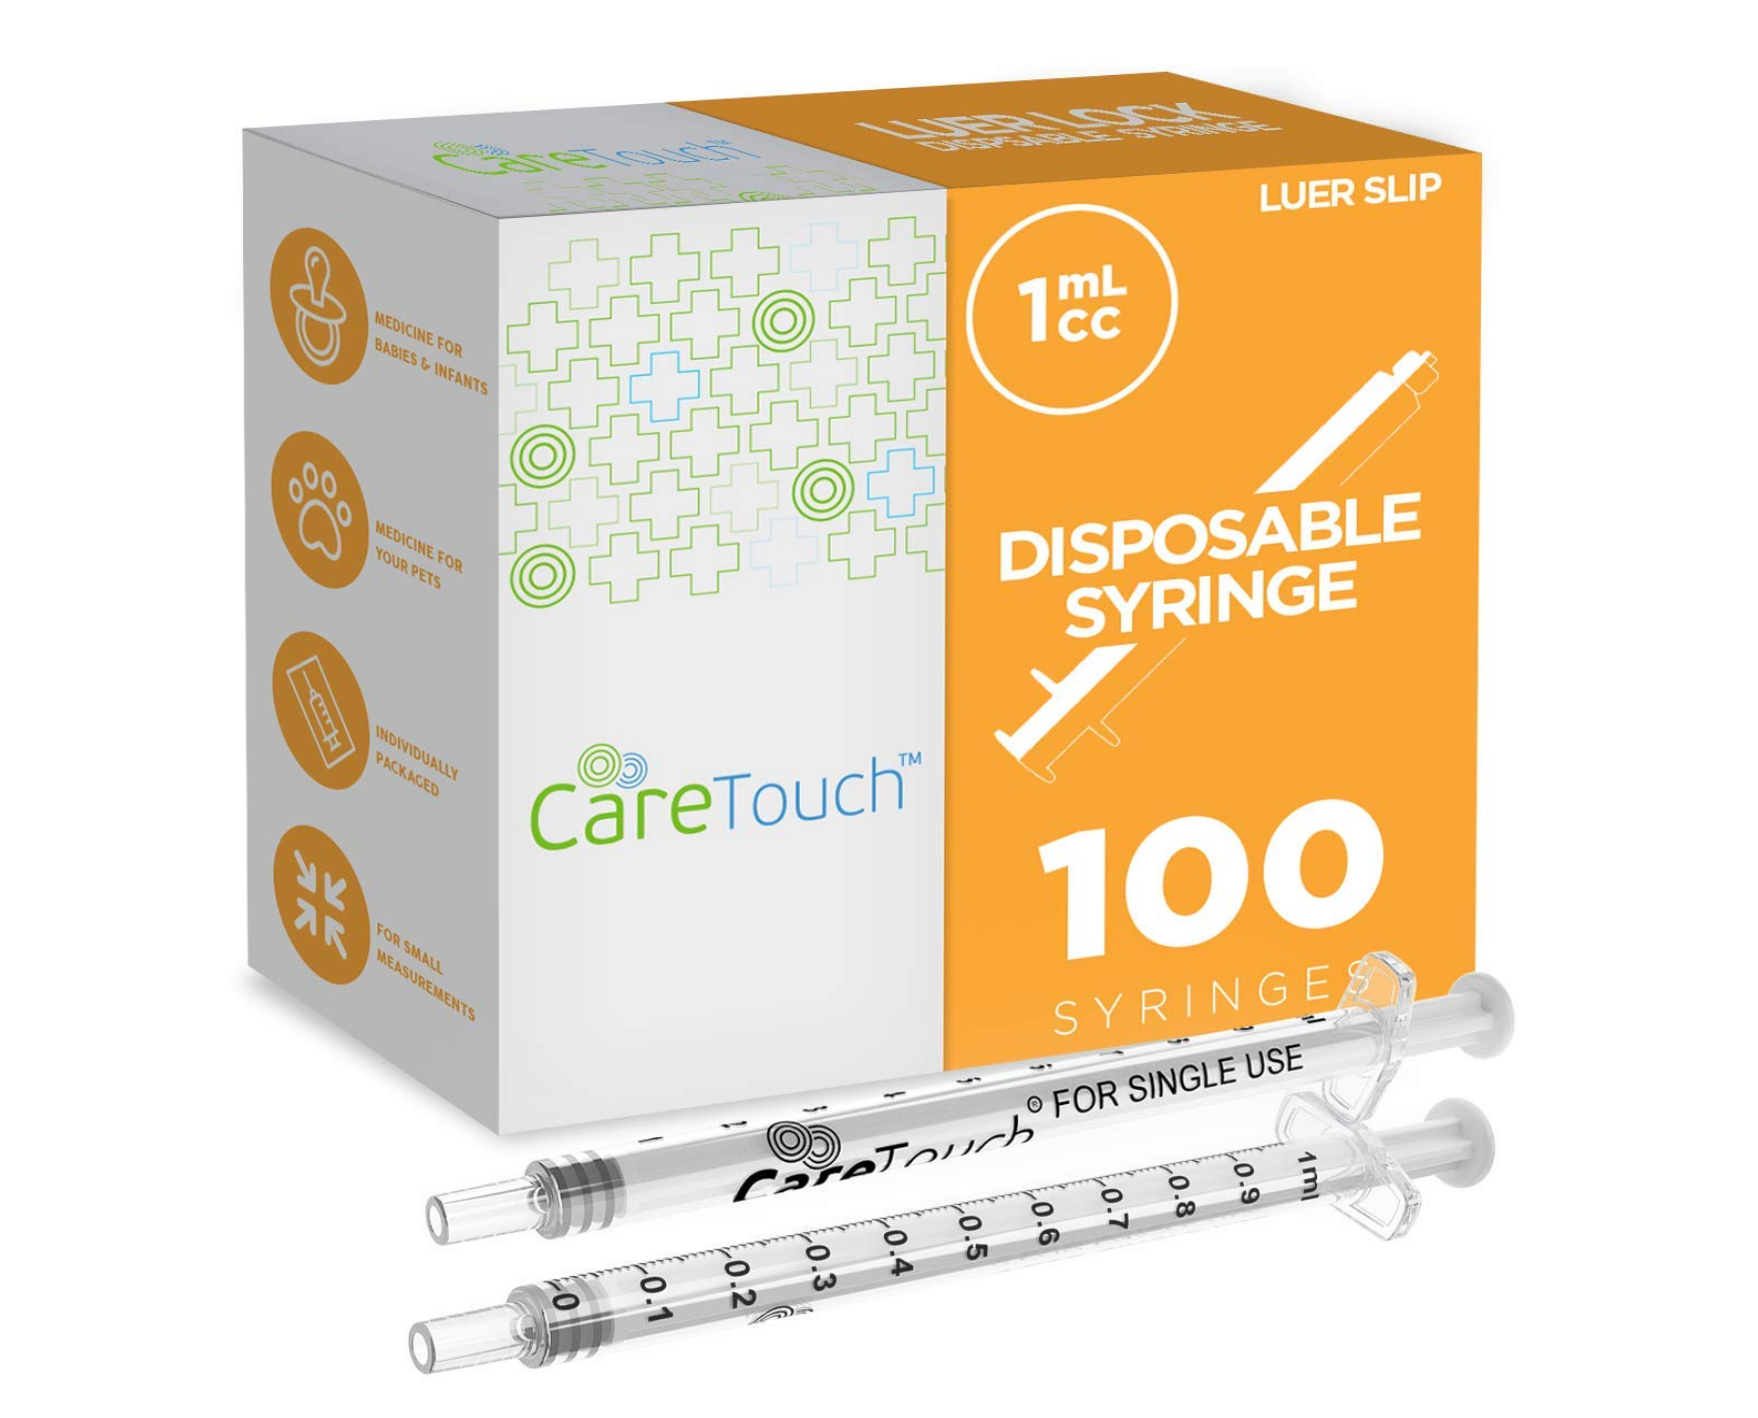 CareTouch™
LUER LOCK
DISPSABLE SYRINGE
LUER SLIP
1 mL
cc
MEDICINE FOR
BABIES & INFANTS
MEDICINE FOR
YOUR PETS
INDIVIDUALLY
PACKAGED
FOR SMALL
MEASUREMENTS
CareTouch™
DISPOSABLE
SYRINGE
100
SYRINGES
CareTouch® FOR SINGLE USE
0
0.1
0.2
0.3
0.4
0.5
0.6
0.7
0.8
0.9
1ml